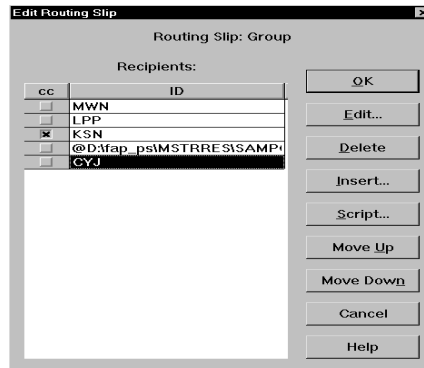 Edit Routing Slip
Routing Slip: Group
Recipients:
cc ID
MWN
LPP
KSN
@D:\fap_ps\MSTRRES\SAMP(
CYJ
OK
Edit...
Delete
Insert...
Script...
Move Up
Move Down
Cancel
Help